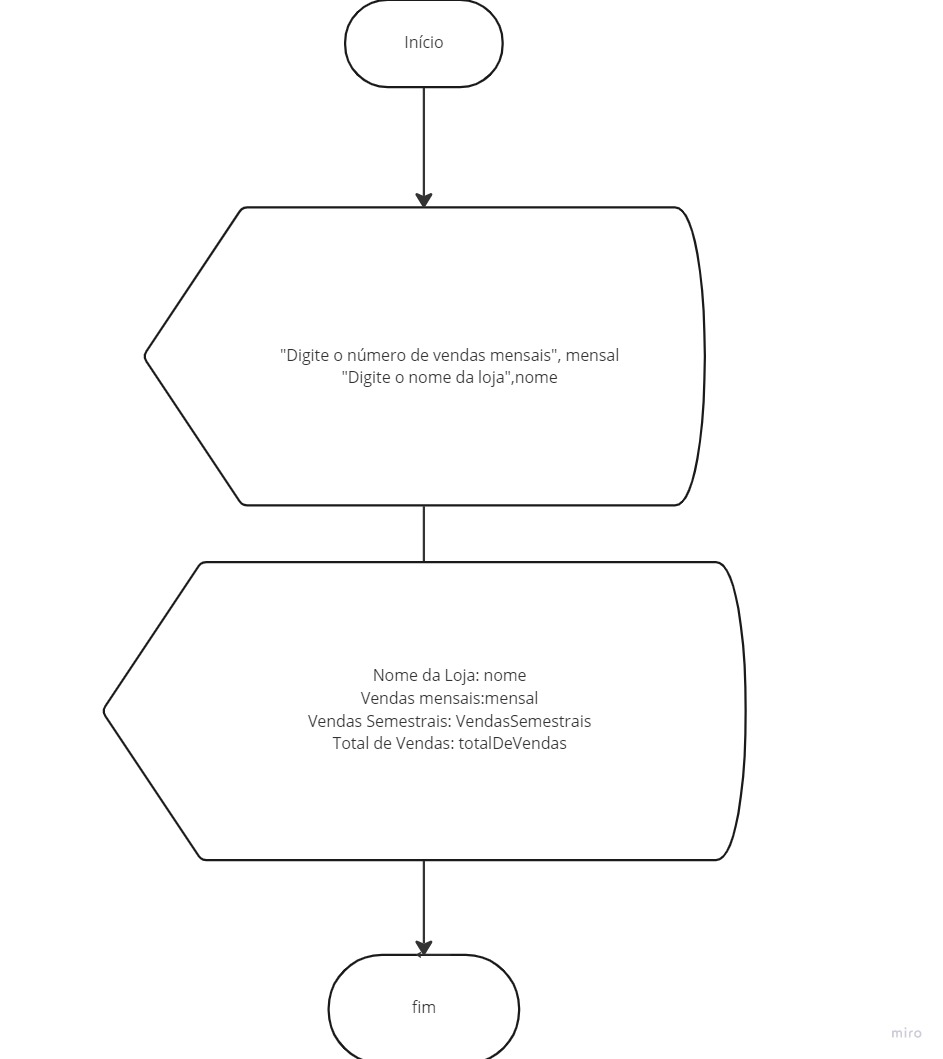 Início
"Digite o número de vendas mensais", mensal
"Digite o nome da loja",nome
Nome da Loja: nome
Vendas mensais:mensal
Vendas Semestrais: VendasSemestrais
Total de Vendas: totalDeVendas
fim
miro